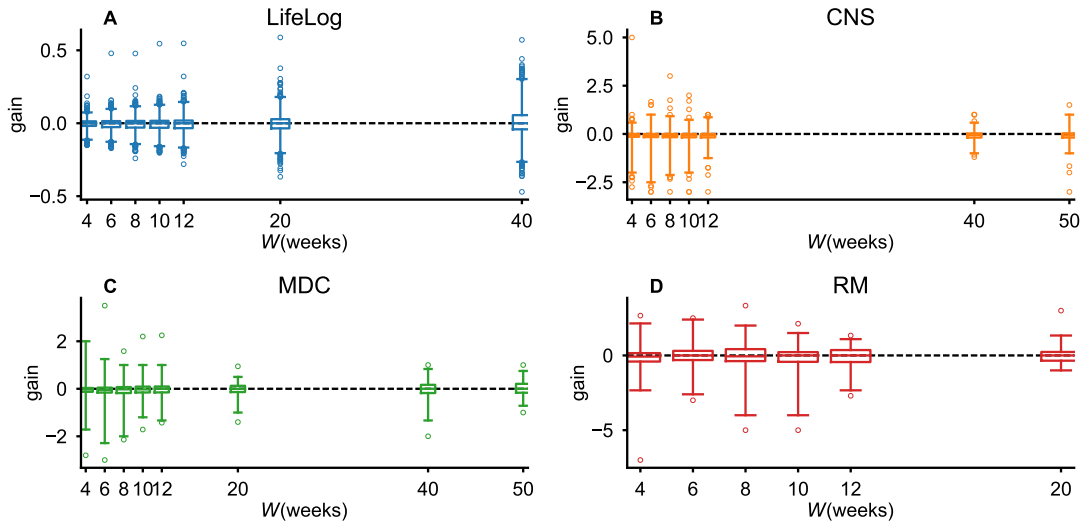 A LifeLog
gain
0.5
0.0
−0.5
4 6 8 10 12 20 40
W(weeks)
B CNS
gain
5.0
2.5
0.0
−2.5
4 6 8 10 12 40 50
W(weeks)
C MDC
gain
2
0
−2
4 6 8 10 12 20 40 50
W(weeks)
D RM
gain
0
−5
4 6 8 10 12 20
W(weeks)